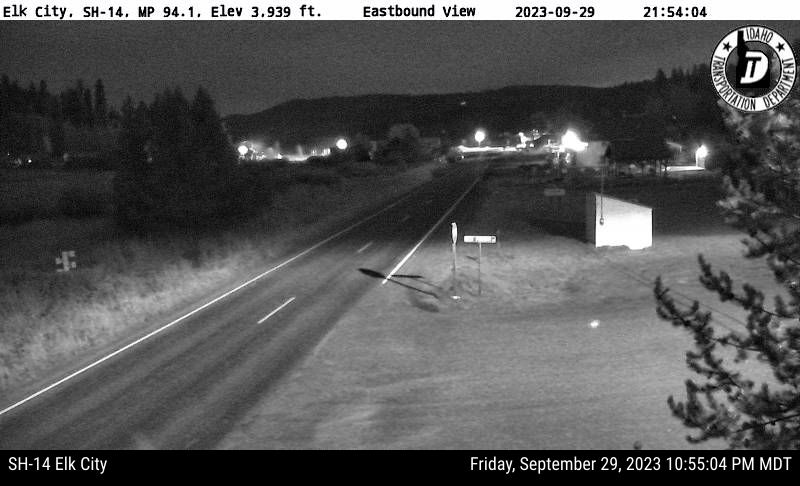 Elk City, SH-14, MP 94.1, Elev 3,939 ft. Eastbound View 2023-09-29 21:54:04
IDAHO
TRANSPORTATION DEPARTMENT
SH-14 Elk City Friday, September 29, 2023 10:55:04 PM MDT